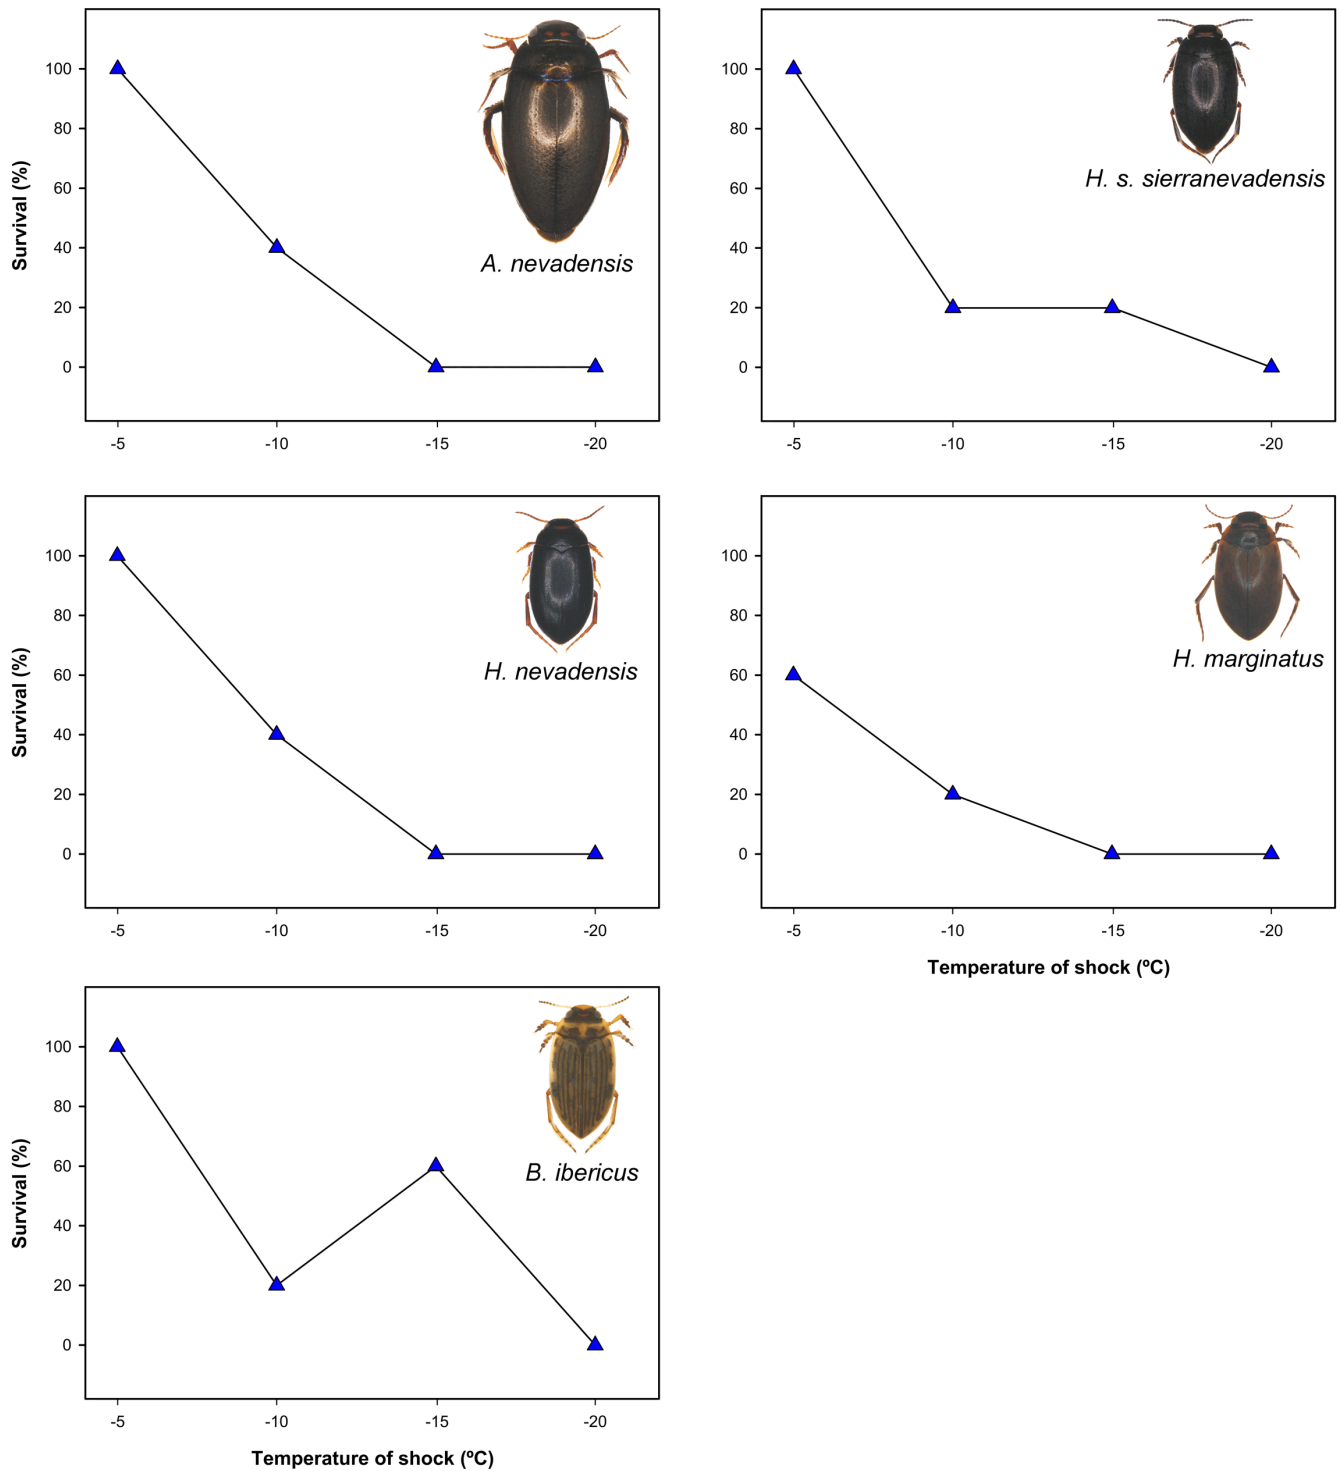 100
80
60
40
20
0
Survival (%)
A. nevadensis
-5 -10 -15 -20
100
80
60
40
20
0
H. s. sierranevadensis
-5 -10 -15 -20
100
80
60
40
20
0
Survival (%)
H. nevadensis
-5 -10 -15 -20
100
80
60
40
20
0
H. marginatus
-5 -10 -15 -20
Temperature of shock (ºC)
100
80
60
40
20
0
Survival (%)
B. ibericus
-5 -10 -15 -20
Temperature of shock (ºC)